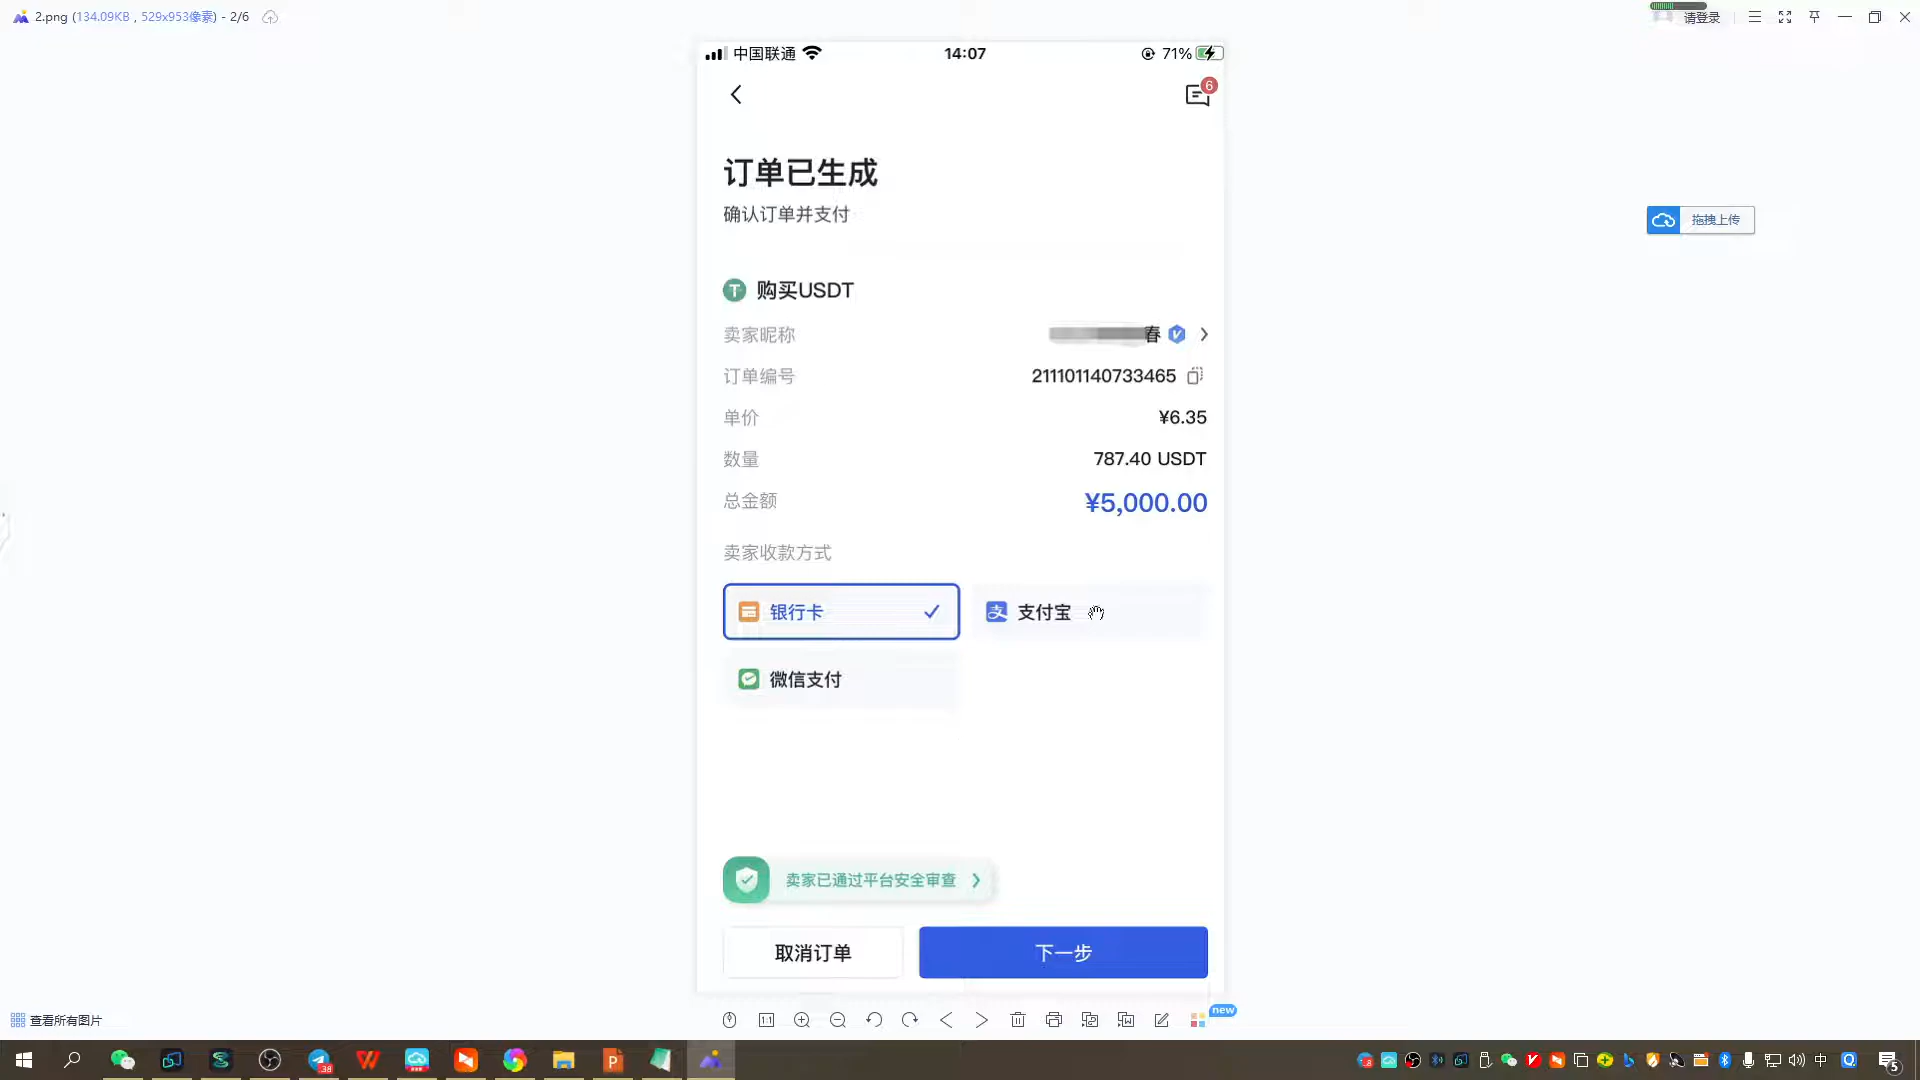 2.png (134.09KB , 529x953像素) - 2/6
请登录
中国联通
14:07
71%
6
订单已生成
确认订单并支付
拖拽上传
购买USDT
卖家昵称
春
订单编号
211101140733465
单价
¥6.35
数量
787.40 USDT
总金额
¥5,000.00
卖家收款方式
银行卡
支付宝
微信支付
卖家已通过平台安全审查
取消订单
下一步
1:1
new
查看所有图片
38
中
5